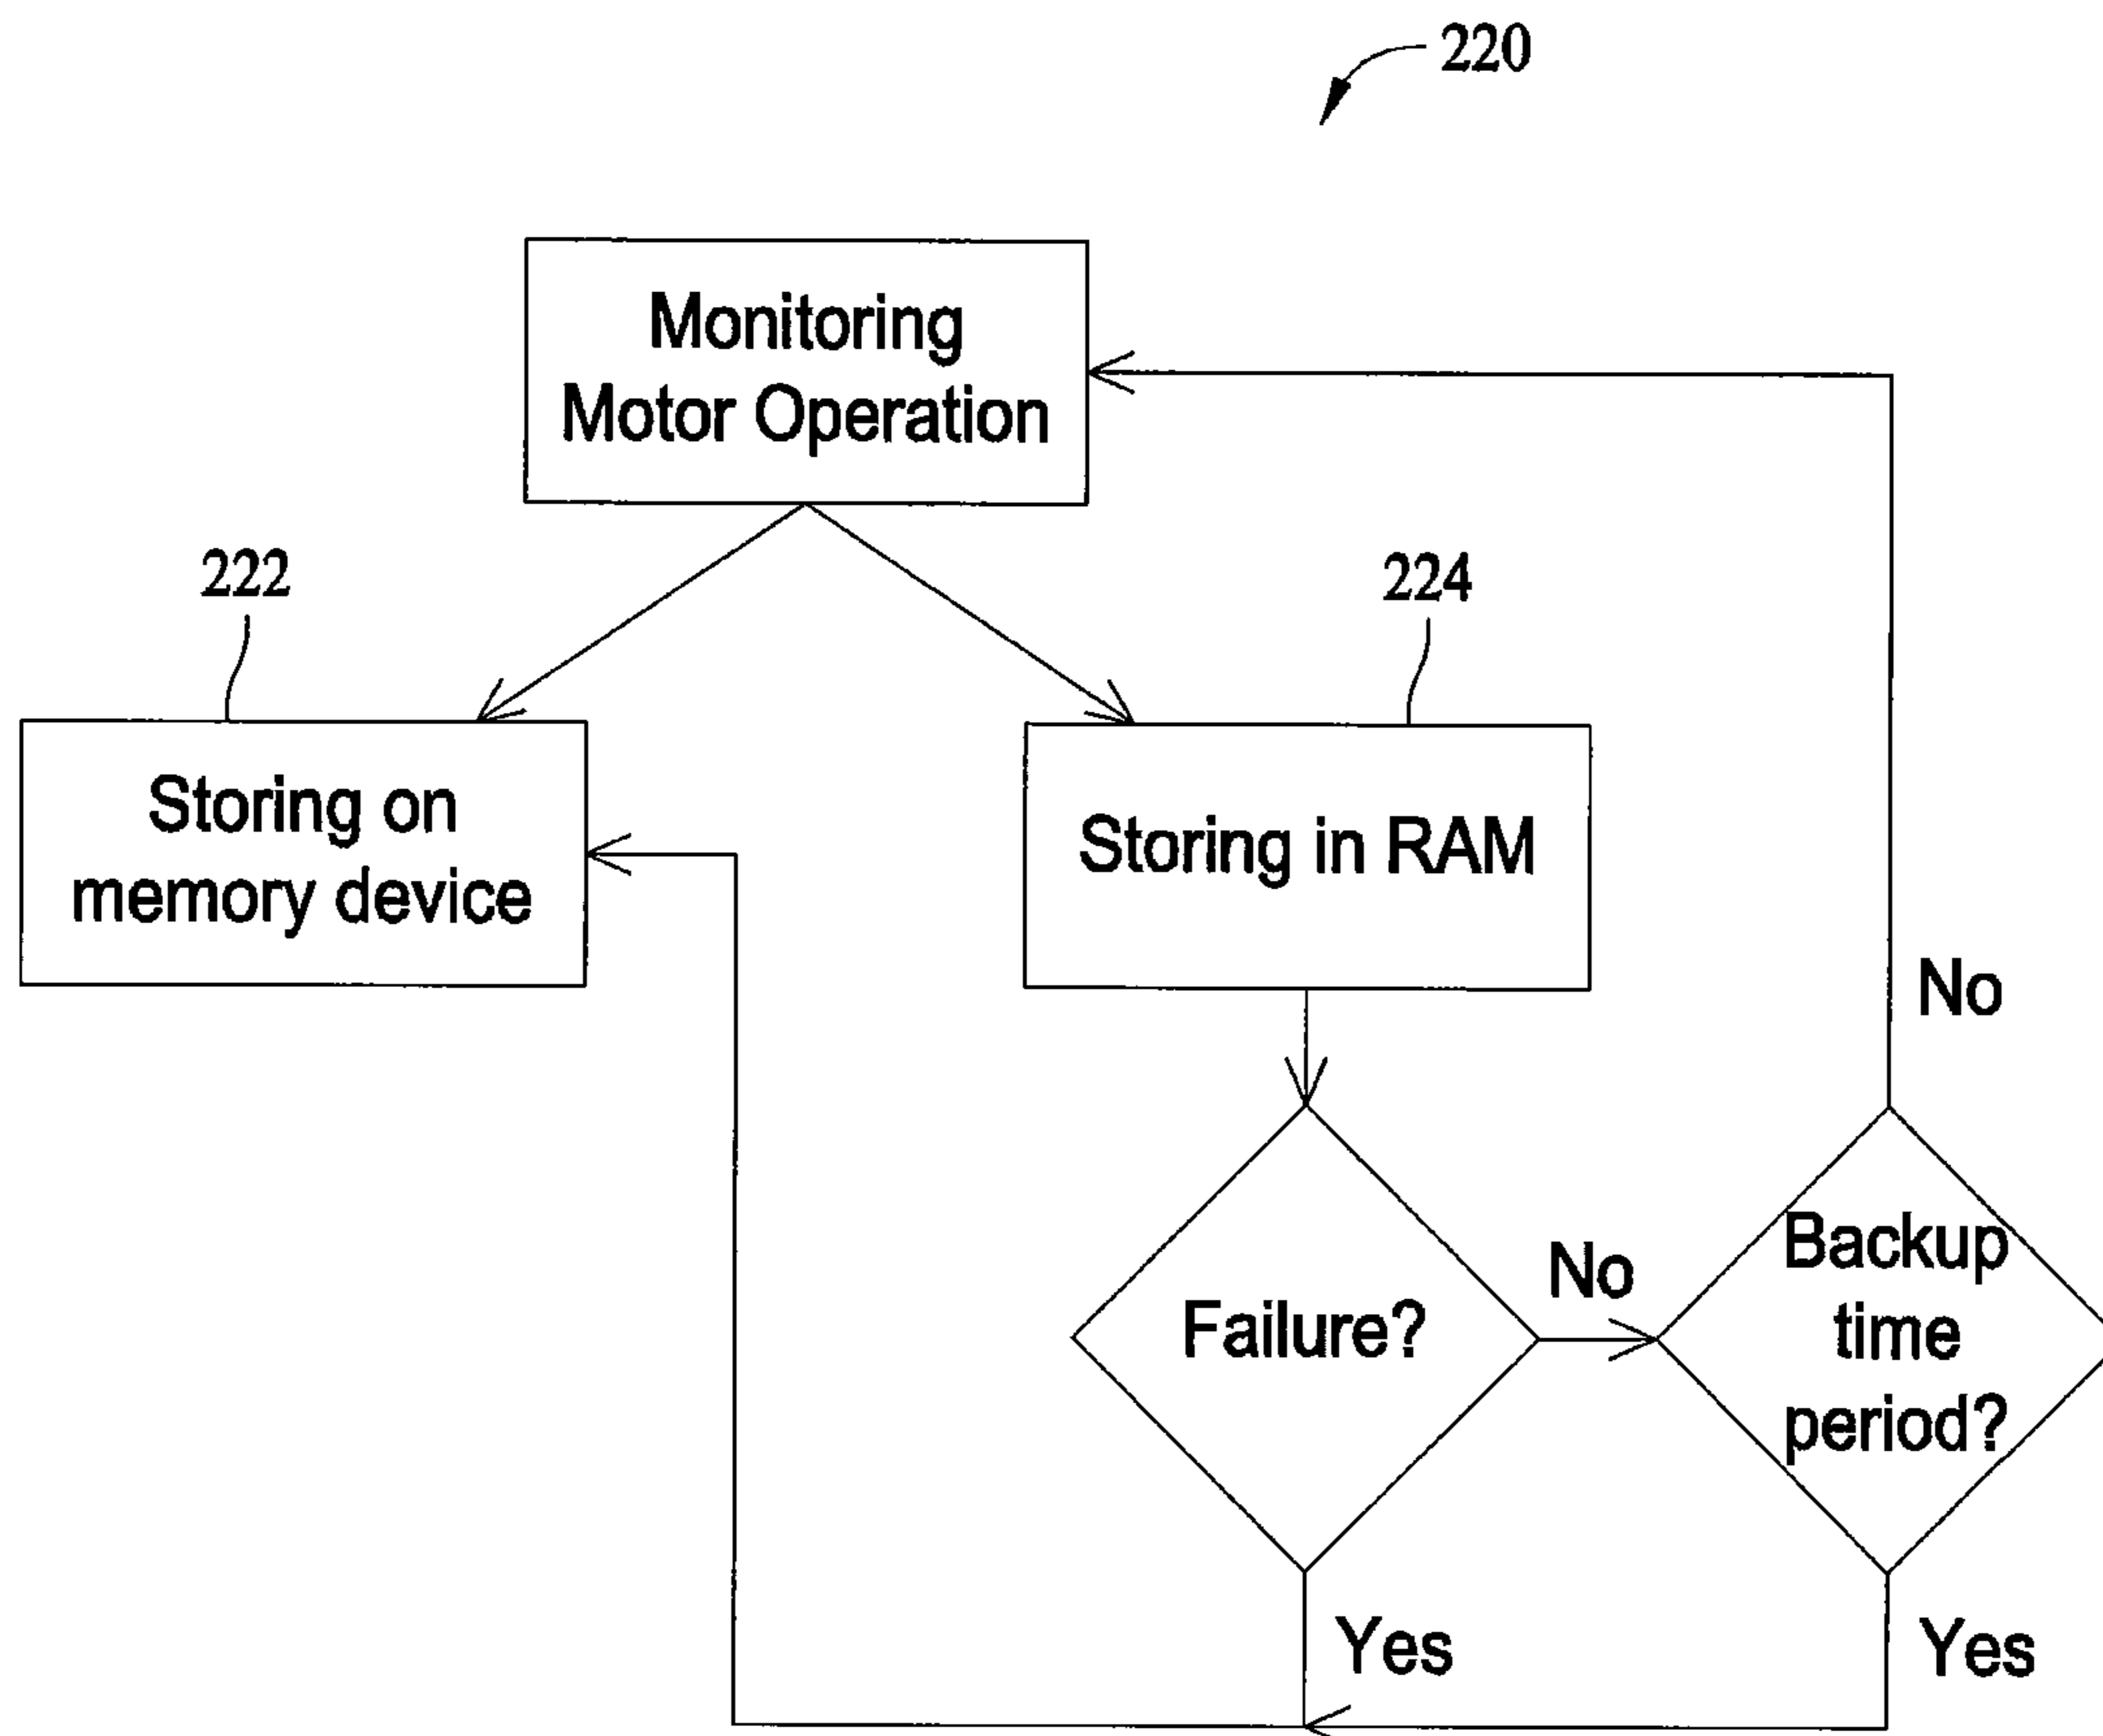 220
Monitoring
Motor Operation
222
224
Storing on
memory device
Storing in RAM
No
Failure?
No
Backup
time
period?
Yes
Yes